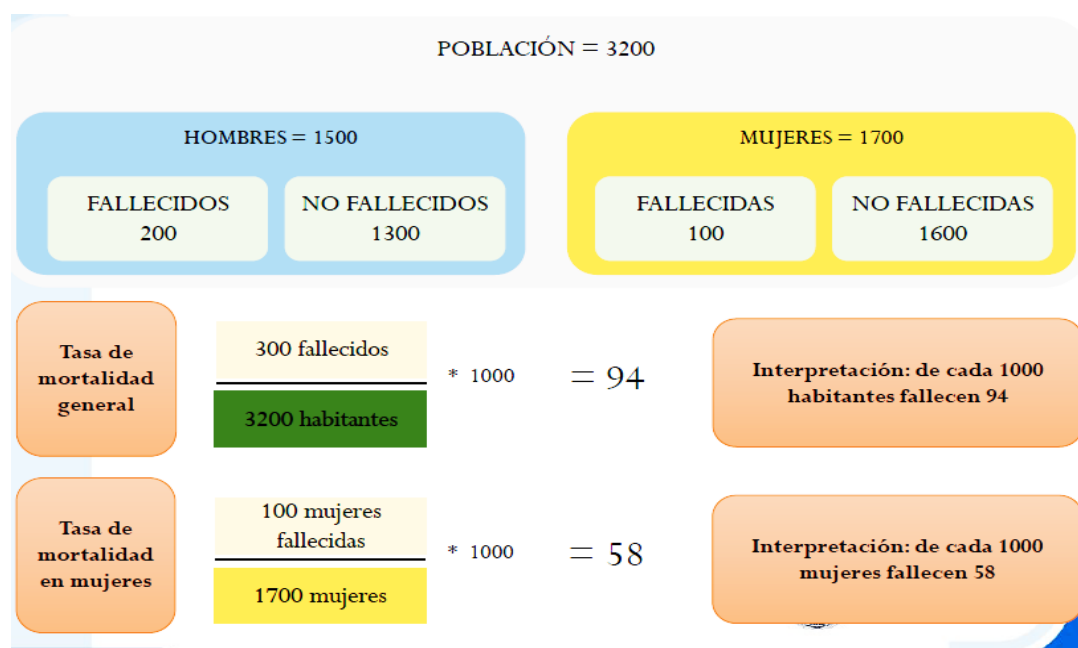 POBLACIÓN = 3200
HOMBRES = 1500
MUJERES = 1700
FALLECIDOS
200
NO FALLECIDOS
1300
FALLECIDAS
100
NO FALLECIDAS
1600
Tasa de
mortalidad
general
300 fallecidos
3200 habitantes
* 1000
= 94
Interpretación: de cada 1000
habitantes fallecen 94
Tasa de
mortalidad
en mujeres
100 mujeres
fallecidas
1700 mujeres
* 1000
= 58
Interpretación: de cada 1000
mujeres fallecen 58